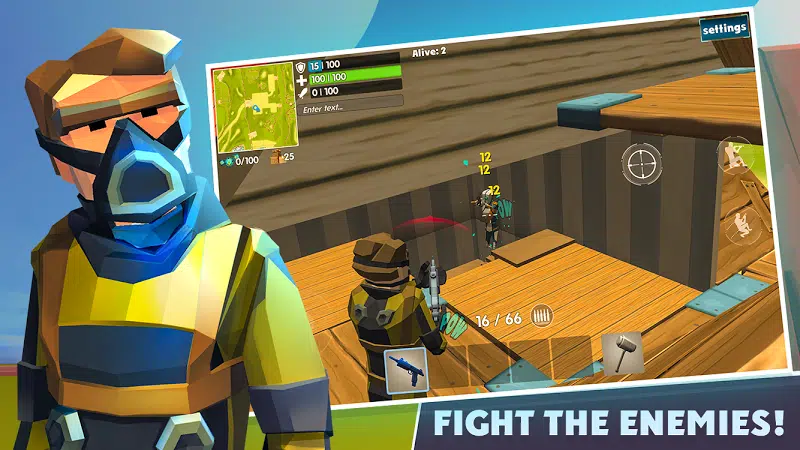 settings
Alive: 2
15 100
100 100
0 100
Enter text...
0/100 25
12
12
12
POW
16 / 66
FIGHT THE ENEMIES!